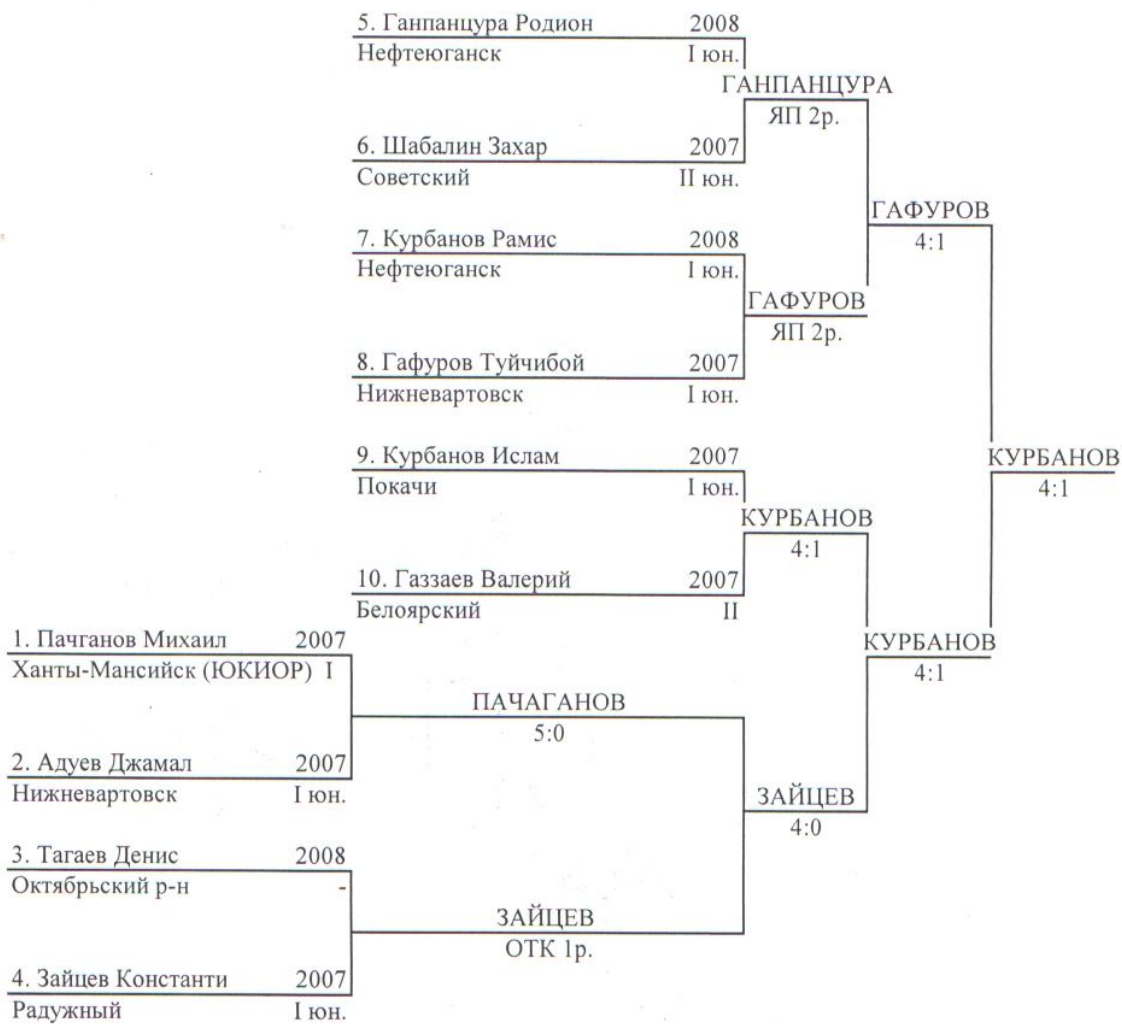 5. Ганпанцура Родион 2008
Нефтеюганск I юн.
ГАНПАНЦУРА
ЯП 2р.
6. Шабалин Захар 2007
Советский II юн.
ГАФУРОВ
4:1
7. Курбанов Рамис 2008
Нефтеюганск I юн.
ГАФУРОВ
ЯП 2р.
8. Гафуров Туйчибой 2007
Нижневартовск I юн.
9. Курбанов Ислам 2007
Покачи I юн.
КУРБАНОВ
4:1
КУРБАНОВ
4:1
10. Газзаев Валерий 2007
Белоярский II
1. Пачганов Михаил 2007
Ханты-Мансийск (ЮКИОР) I
КУРБАНОВ
4:1
ПАЧАГАНОВ
5:0
2. Адуев Джамал 2007
Нижневартовск I юн.
ЗАЙЦЕВ
4:0
3. Тагаев Денис 2008
Октябрьский р-н -
ЗАЙЦЕВ
ОТК 1р.
4. Зайцев Константи 2007
Радужный I юн.